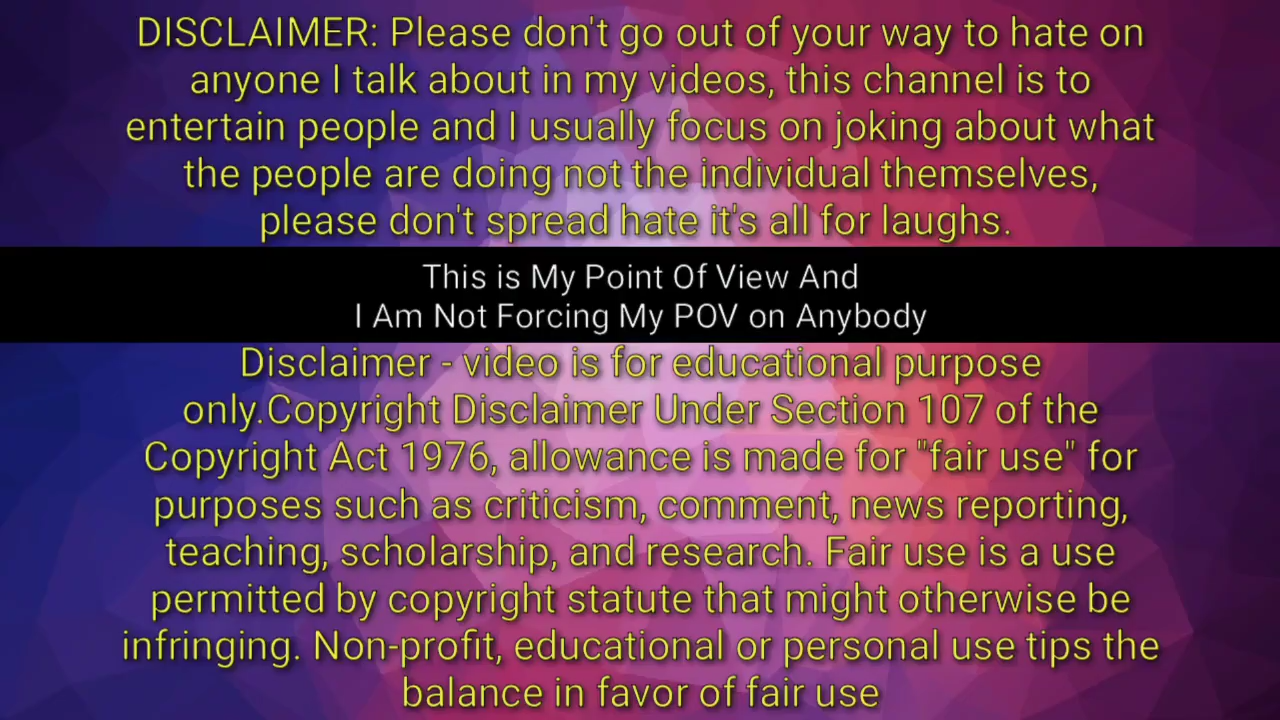 DISCLAIMER: Please don't go out of your way to hate on
anyone I talk about in my videos, this channel is to
entertain people and I usually focus on joking about what
the people are doing not the individual themselves,
please don't spread hate it's all for laughs.
This is My Point Of View And
I Am Not Forcing My POV on Anybody
Disclaimer - video is for educational purpose
only.Copyright Disclaimer Under Section 107 of the
Copyright Act 1976, allowance is made for "fair use" for
purposes such as criticism, comment, news reporting,
teaching, scholarship, and research. Fair use is a use
permitted by copyright statute that might otherwise be
infringing. Non-profit, educational or personal use tips the
balance in favor of fair use